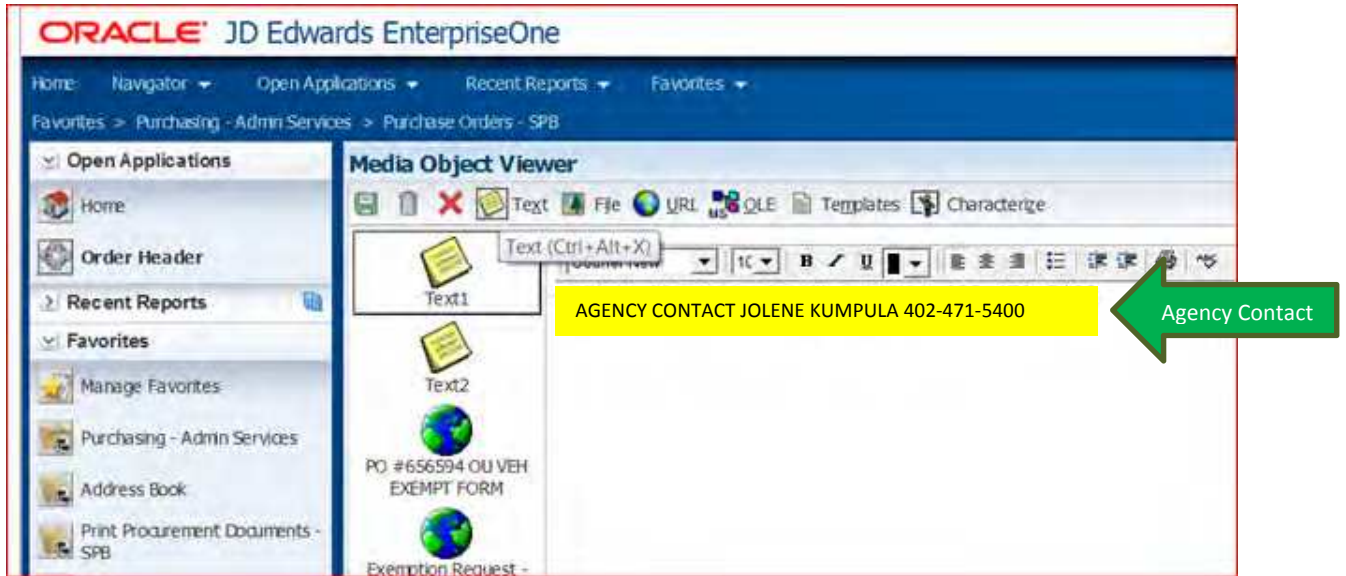 ORACLE JD Edwards EnterpriseOne
Home Navigator Open Applications Recent Reports Favorites
Favorites > Purchasing - Admin Services > Purchase Orders - SPB
Open Applications
Home
Order Header
Recent Reports
Favorites
Manage Favorites
Purchasing - Admin Services
Address Book
Print Procurement Documents -
SPB
Media Object Viewer
Text File URL OLE Templates Characterize
Text (Ctrl+Alt+X)
B I U
Text1
Text2
PO #656594 OU VEH
EXEMPT FORM
Exemption Request -
AGENCY CONTACT JOLENE KUMPULA 402-471-5400
Agency Contact